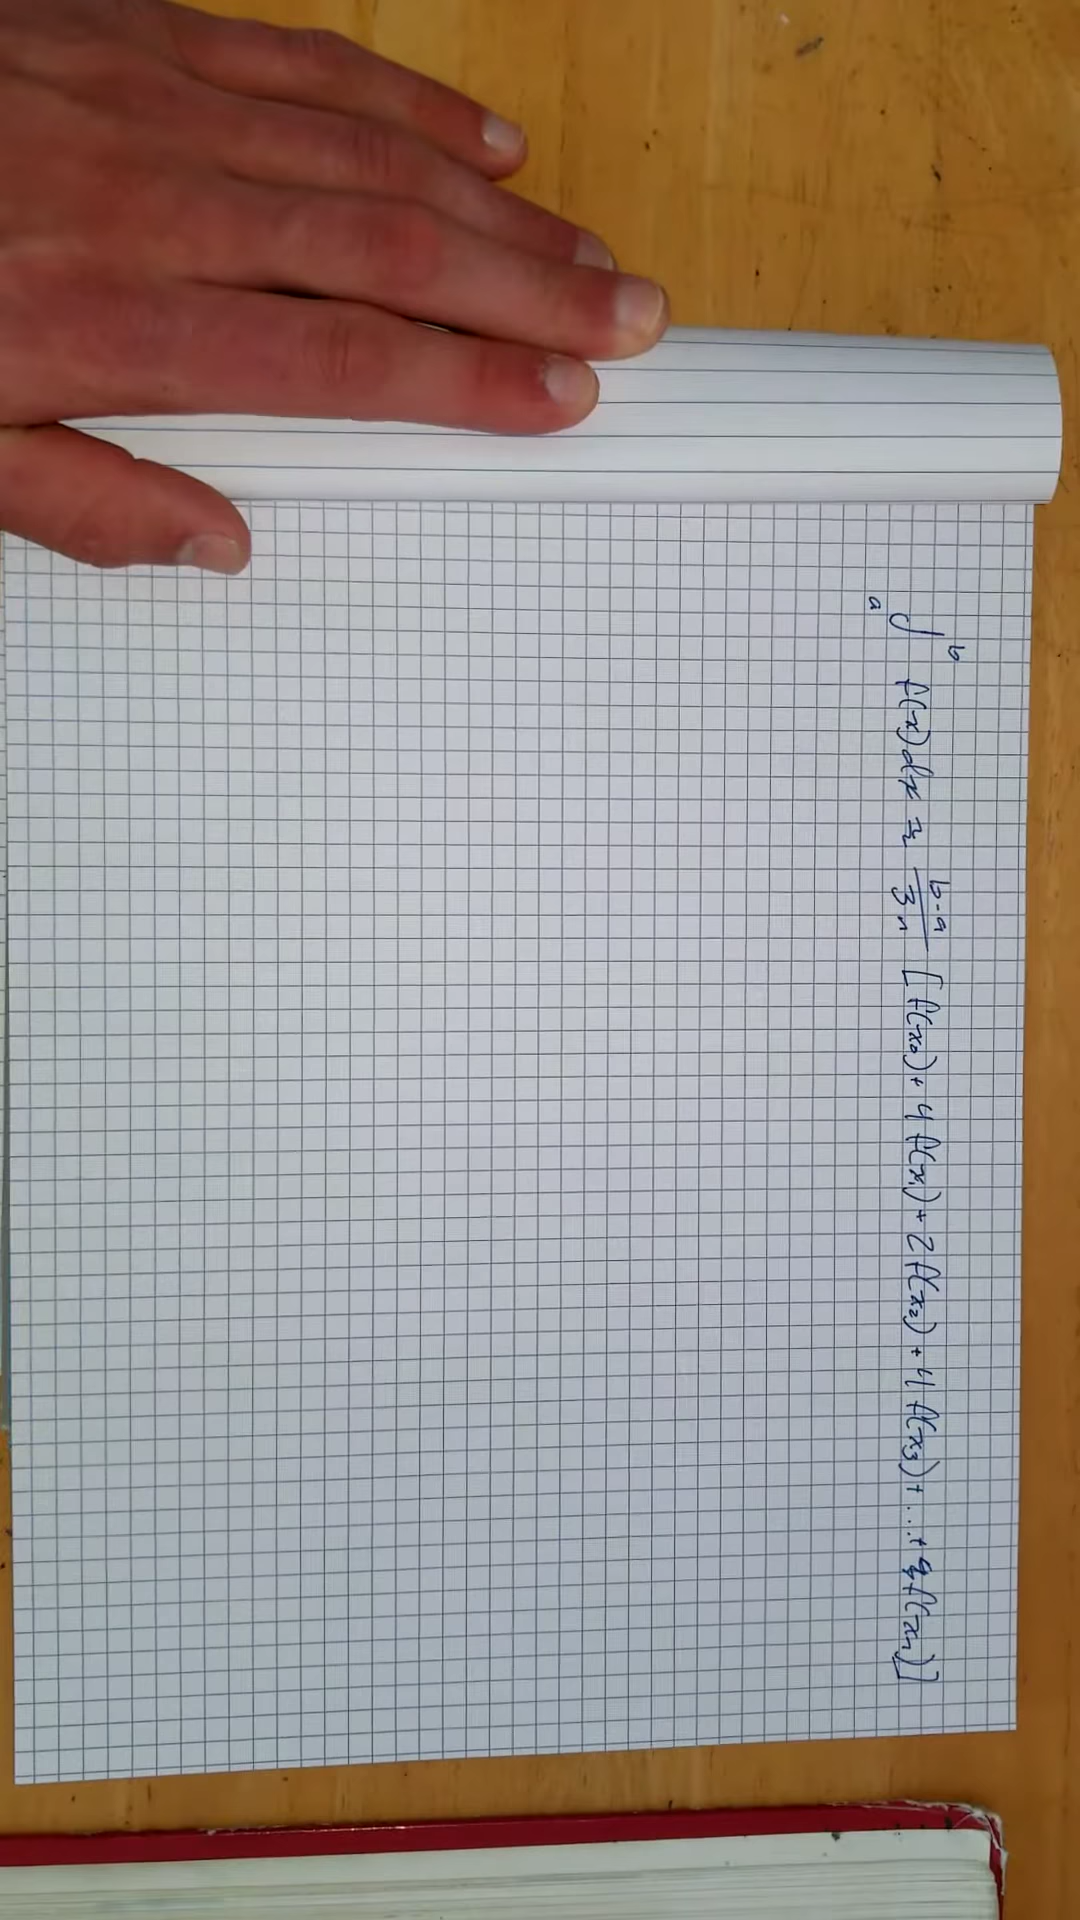 ∫ₐᵇ f(x)dx ≈ b-a/3n [f(x₀) + 4f(x₁) + 2f(x₂) + 4f(x₃) + ... + f(xₙ)]